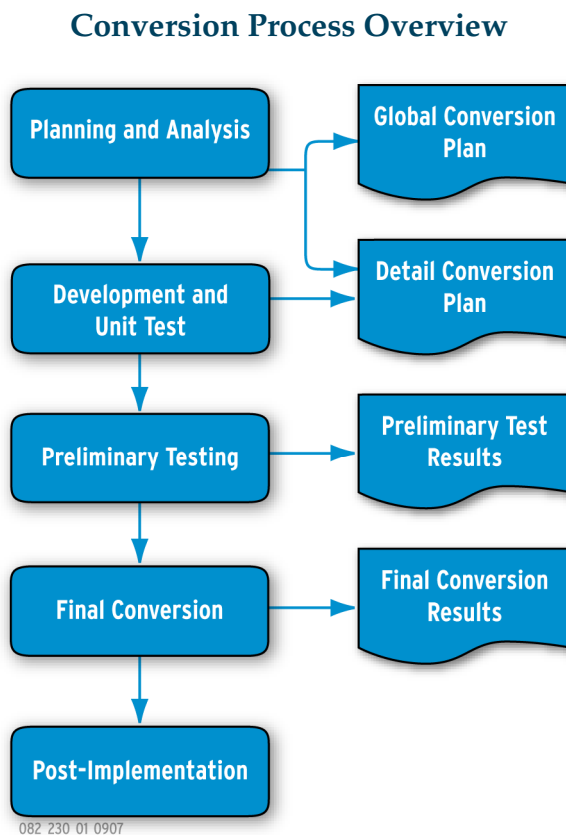 Conversion Process Overview
Planning and Analysis
Global Conversion
Plan
Development and
Unit Test
Detail Conversion
Plan
Preliminary Testing
Preliminary Test
Results
Final Conversion
Final Conversion
Results
Post-Implementation
082 230 01 0907